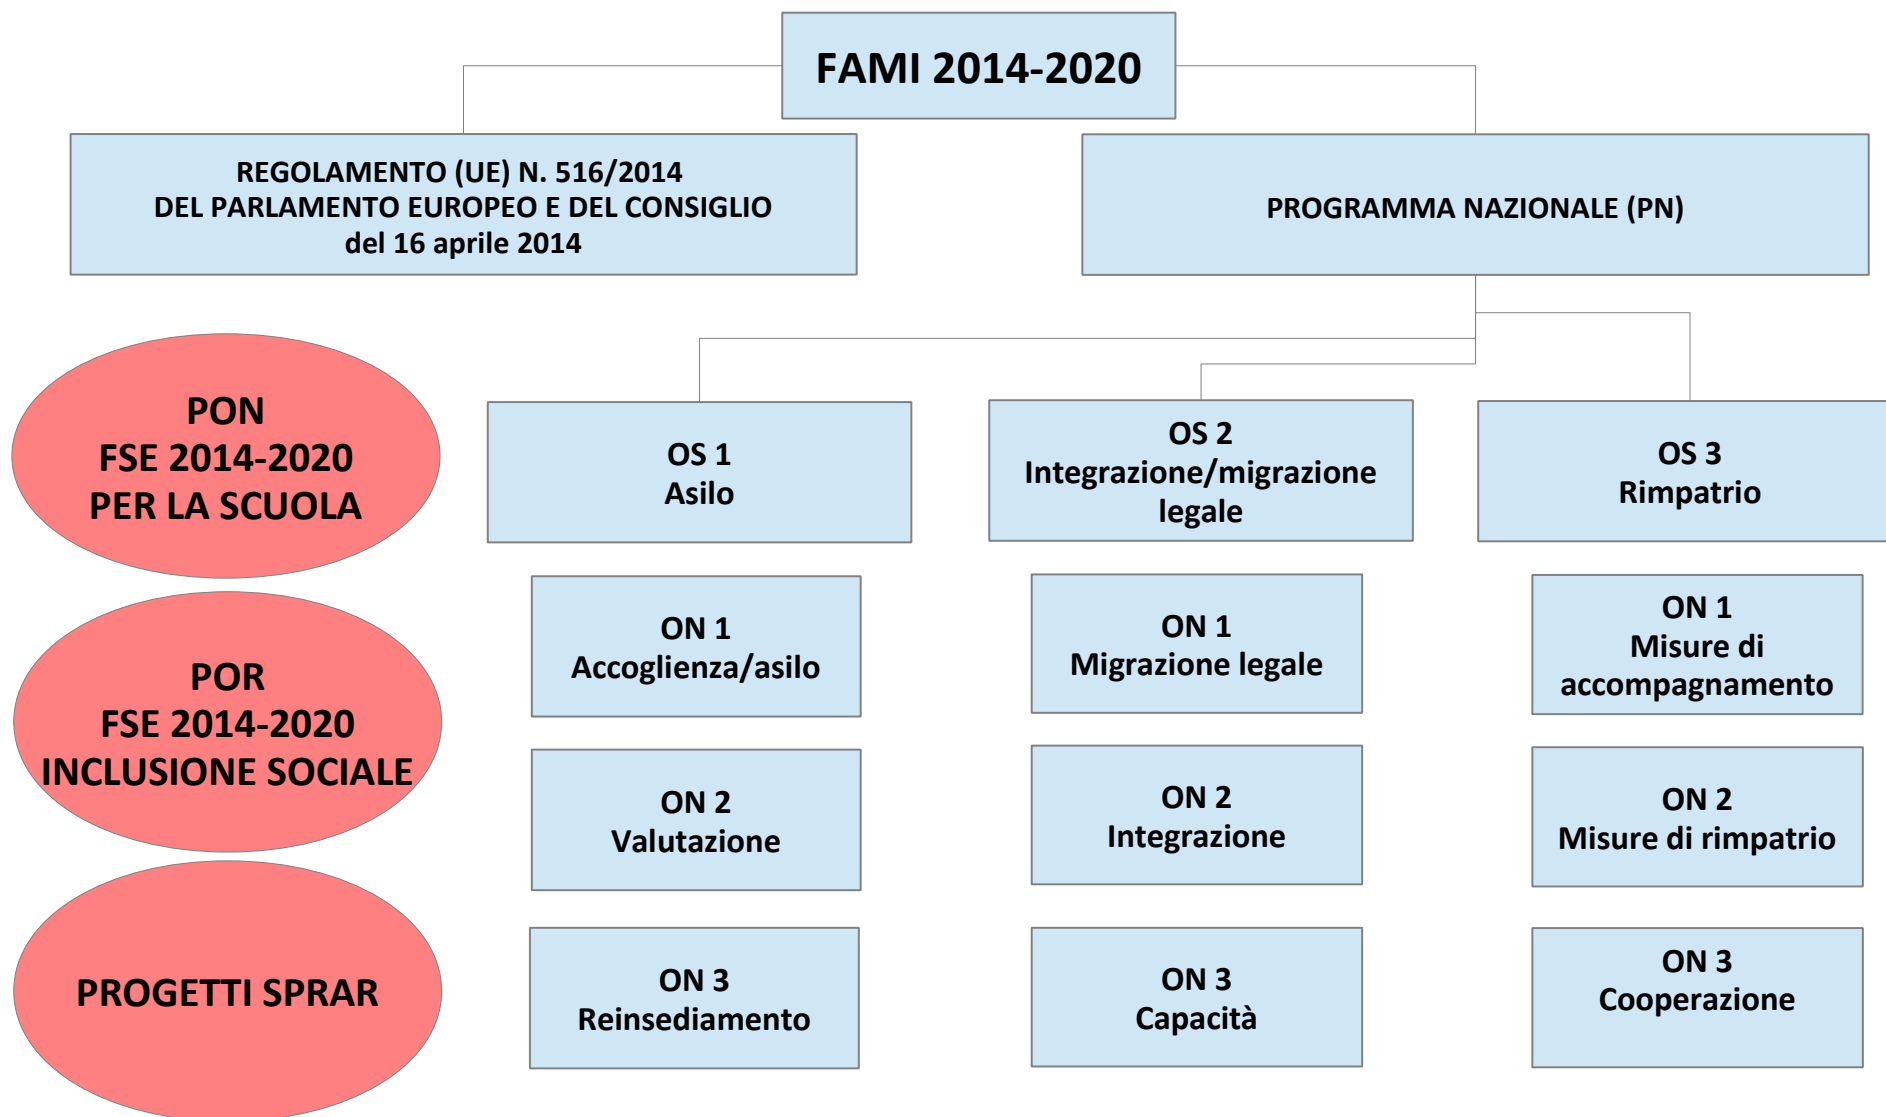 FAMI 2014-2020
REGOLAMENTO (UE) N. 516/2014
DEL PARLAMENTO EUROPEO E DEL CONSIGLIO
del 16 aprile 2014
PROGRAMMA NAZIONALE (PN)
PON
FSE 2014-2020
PER LA SCUOLA
OS 1
Asilo
OS 2
Integrazione/migrazione
legale
OS 3
Rimpatrio
POR
FSE 2014-2020
INCLUSIONE SOCIALE
ON 1
Accoglienza/asilo
ON 1
Migrazione legale
ON 1
Misure di
accompagnamento
ON 2
Valutazione
ON 2
Integrazione
ON 2
Misure di rimpatrio
PROGETTI SPRAR
ON 3
Reinsediamento
ON 3
Capacità
ON 3
Cooperazione